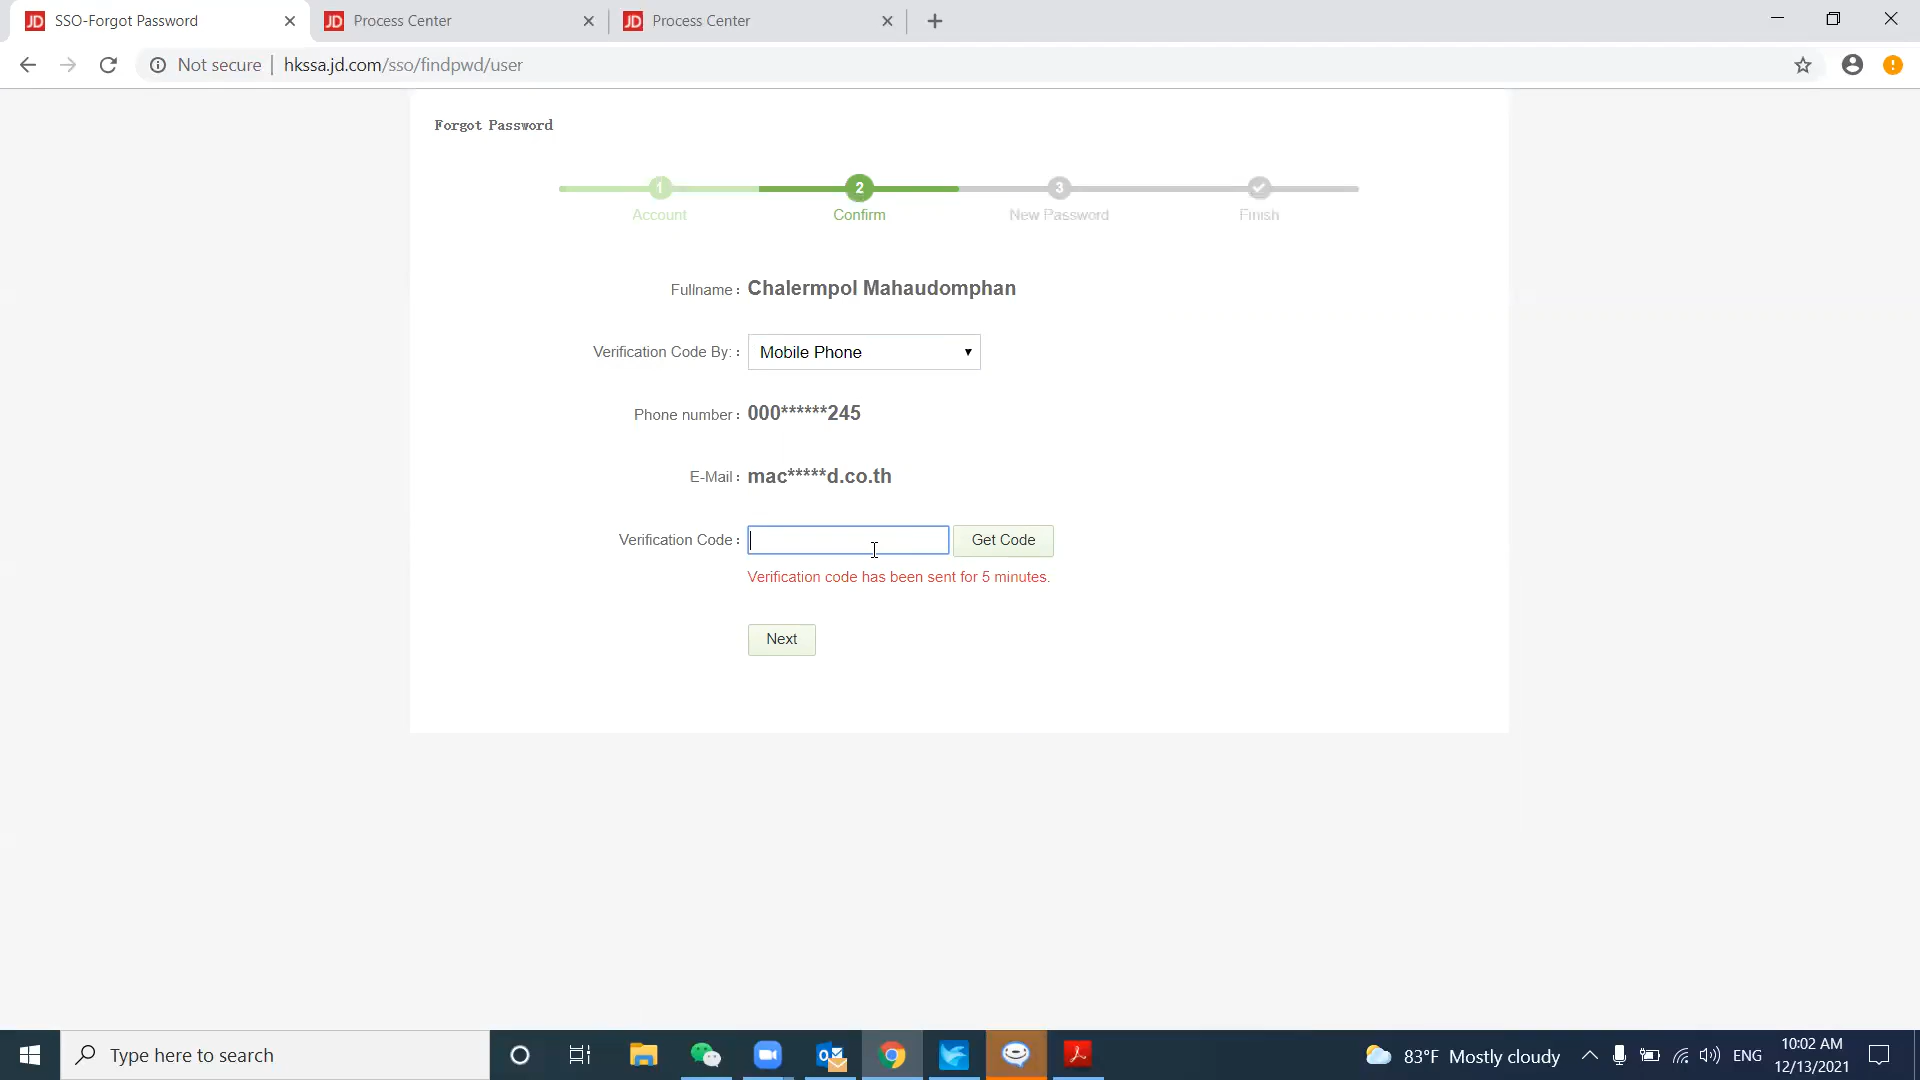 JD SSO-Forgot Password
JD Process Center
JD Process Center
Not secure | hkssa.jd.com/sso/findpwd/user
Forgot Password
1 2 3
Account Confirm New Password Finish
Fullname : Chalermpol Mahaudomphan
Verification Code By: : Mobile Phone
Phone number : 000******245
E-Mail : mac*****d.co.th
Verification Code : Get Code
Verification code has been sent for 5 minutes.
Next
Type here to search
83°F Mostly cloudy
ENG
10:02 AM
12/13/2021